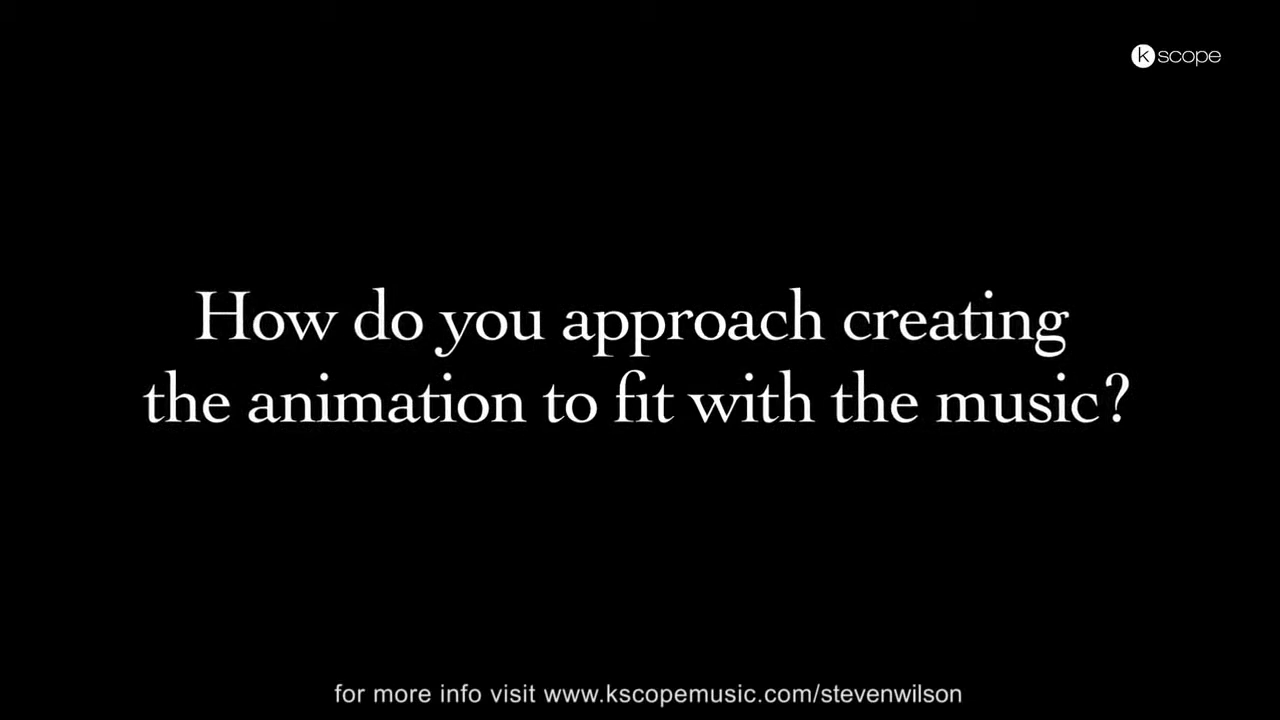 k scope
How do you approach creating
the animation to fit with the music?
for more info visit www.kscopemusic.com/stevenwilson